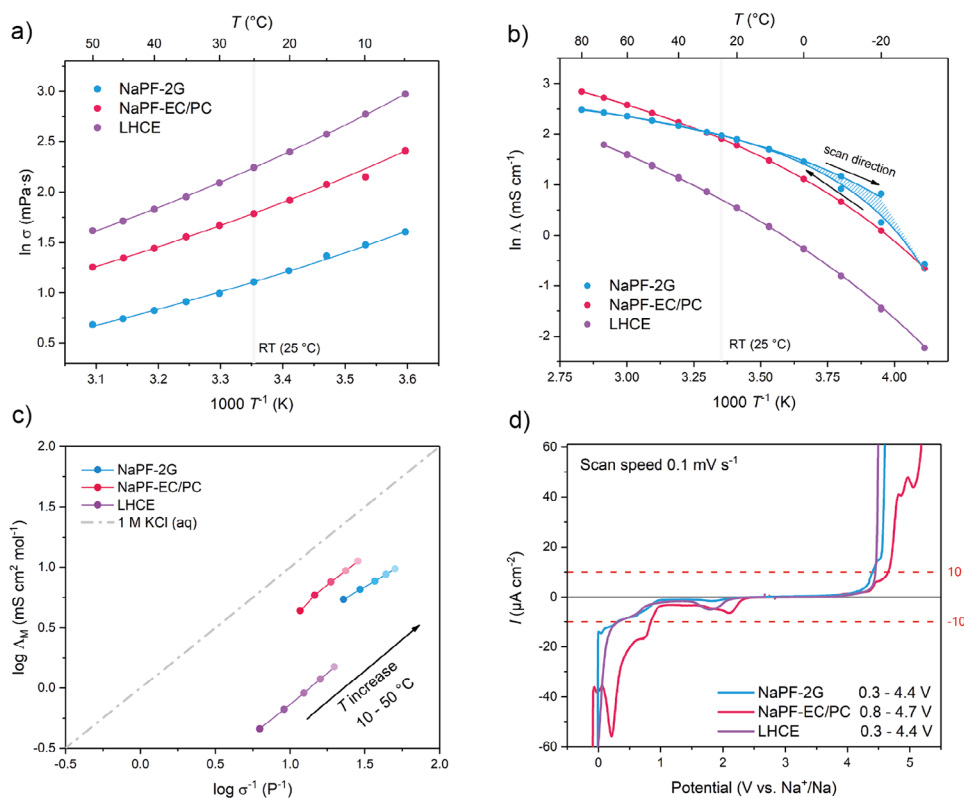 a)
T (°C)
50 40 30 20 10
NaPF-2G
NaPF-EC/PC
LHCE
ln σ (mPa·s)
3.0
2.5
2.0
1.5
1.0
0.5
RT (25 °C)
3.1 3.2 3.3 3.4 3.5 3.6
1000 T⁻¹ (K)
b)
T (°C)
80 60 40 20 0 -20
ln Λ (mS cm⁻¹)
4
3
2
1
0
-1
-2
scan direction
NaPF-2G
NaPF-EC/PC
LHCE
RT (25 °C)
2.75 3.00 3.25 3.50 3.75 4.00
1000 T⁻¹ (K)
c)
log Λ_M (mS cm² mol⁻¹)
2.0
1.5
1.0
0.5
0.0
-0.5
NaPF-2G
NaPF-EC/PC
LHCE
1 M KCl (aq)
T increase
10 - 50 °C
-0.5 0.0 0.5 1.0 1.5 2.0
log σ⁻¹ (P⁻¹)
d)
I (µA cm⁻²)
60
40
20
0
-20
-40
-60
Scan speed 0.1 mV s⁻¹
10
-10
NaPF-2G 0.3 - 4.4 V
NaPF-EC/PC 0.8 - 4.7 V
LHCE 0.3 - 4.4 V
0 1 2 3 4 5
Potential (V vs. Na⁺/Na)